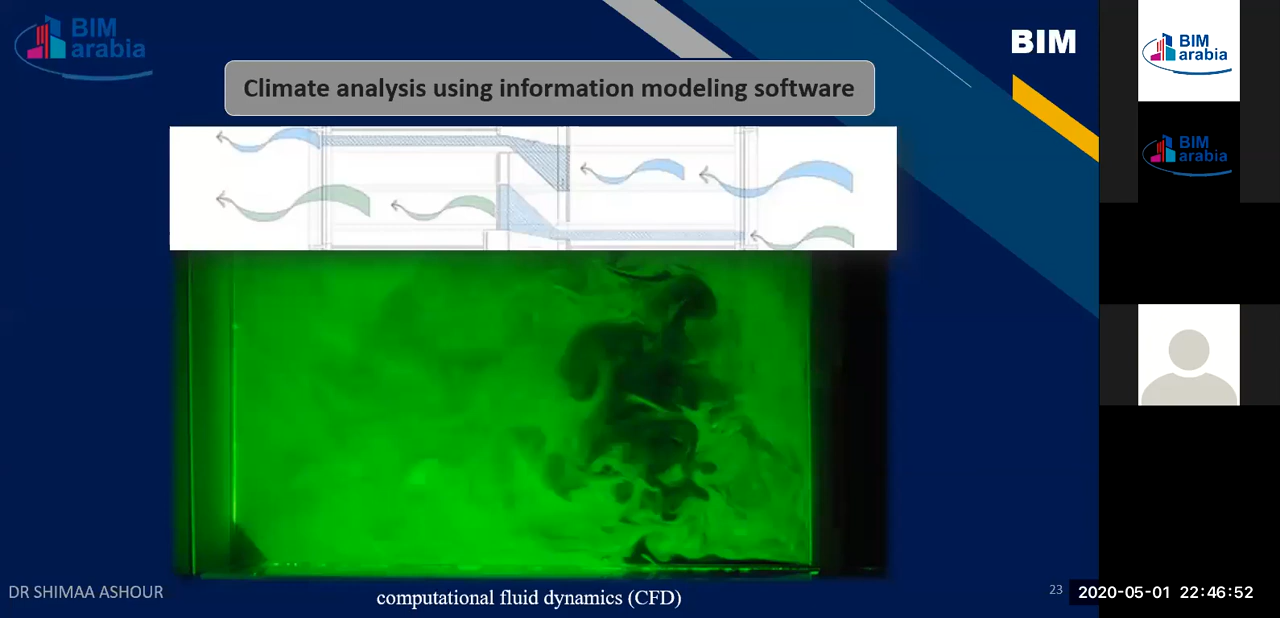 BIM
arabia
BIM
Climate analysis using information modeling software
BIM
arabia
BIM
arabia
DR SHIMAA ASHOUR
computational fluid dynamics (CFD)
23
2020-05-01 22:46:52